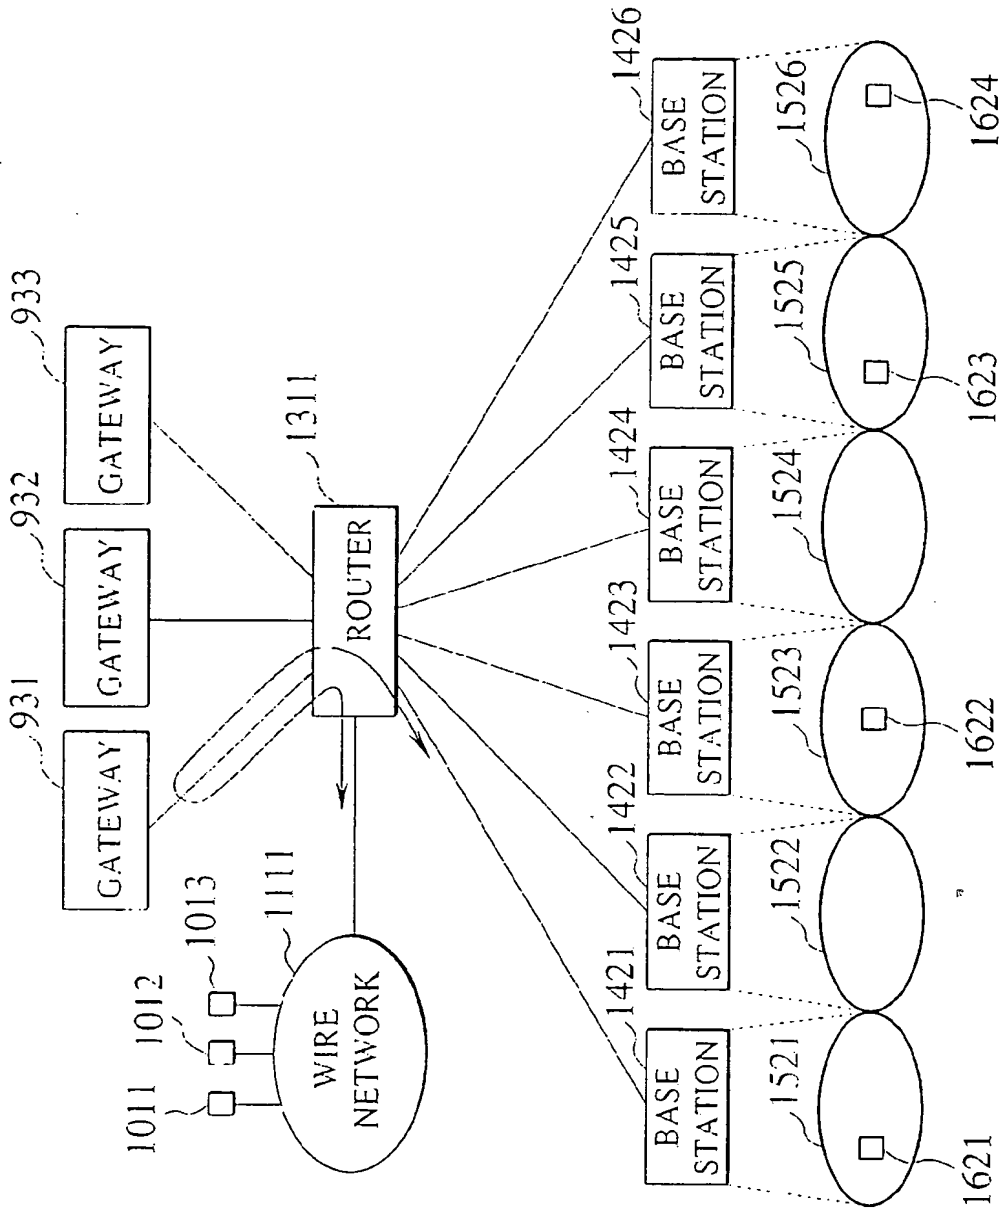 931
GATEWAY
932
GATEWAY
933
GATEWAY
1011
1012
1013
1111
WIRE
NETWORK
1311
ROUTER
1421
BASE
STATION
1422
BASE
STATION
1423
BASE
STATION
1424
BASE
STATION
1425
BASE
STATION
1426
BASE
STATION
1521
1522
1523
1524
1525
1526
1621
1622
1623
1624